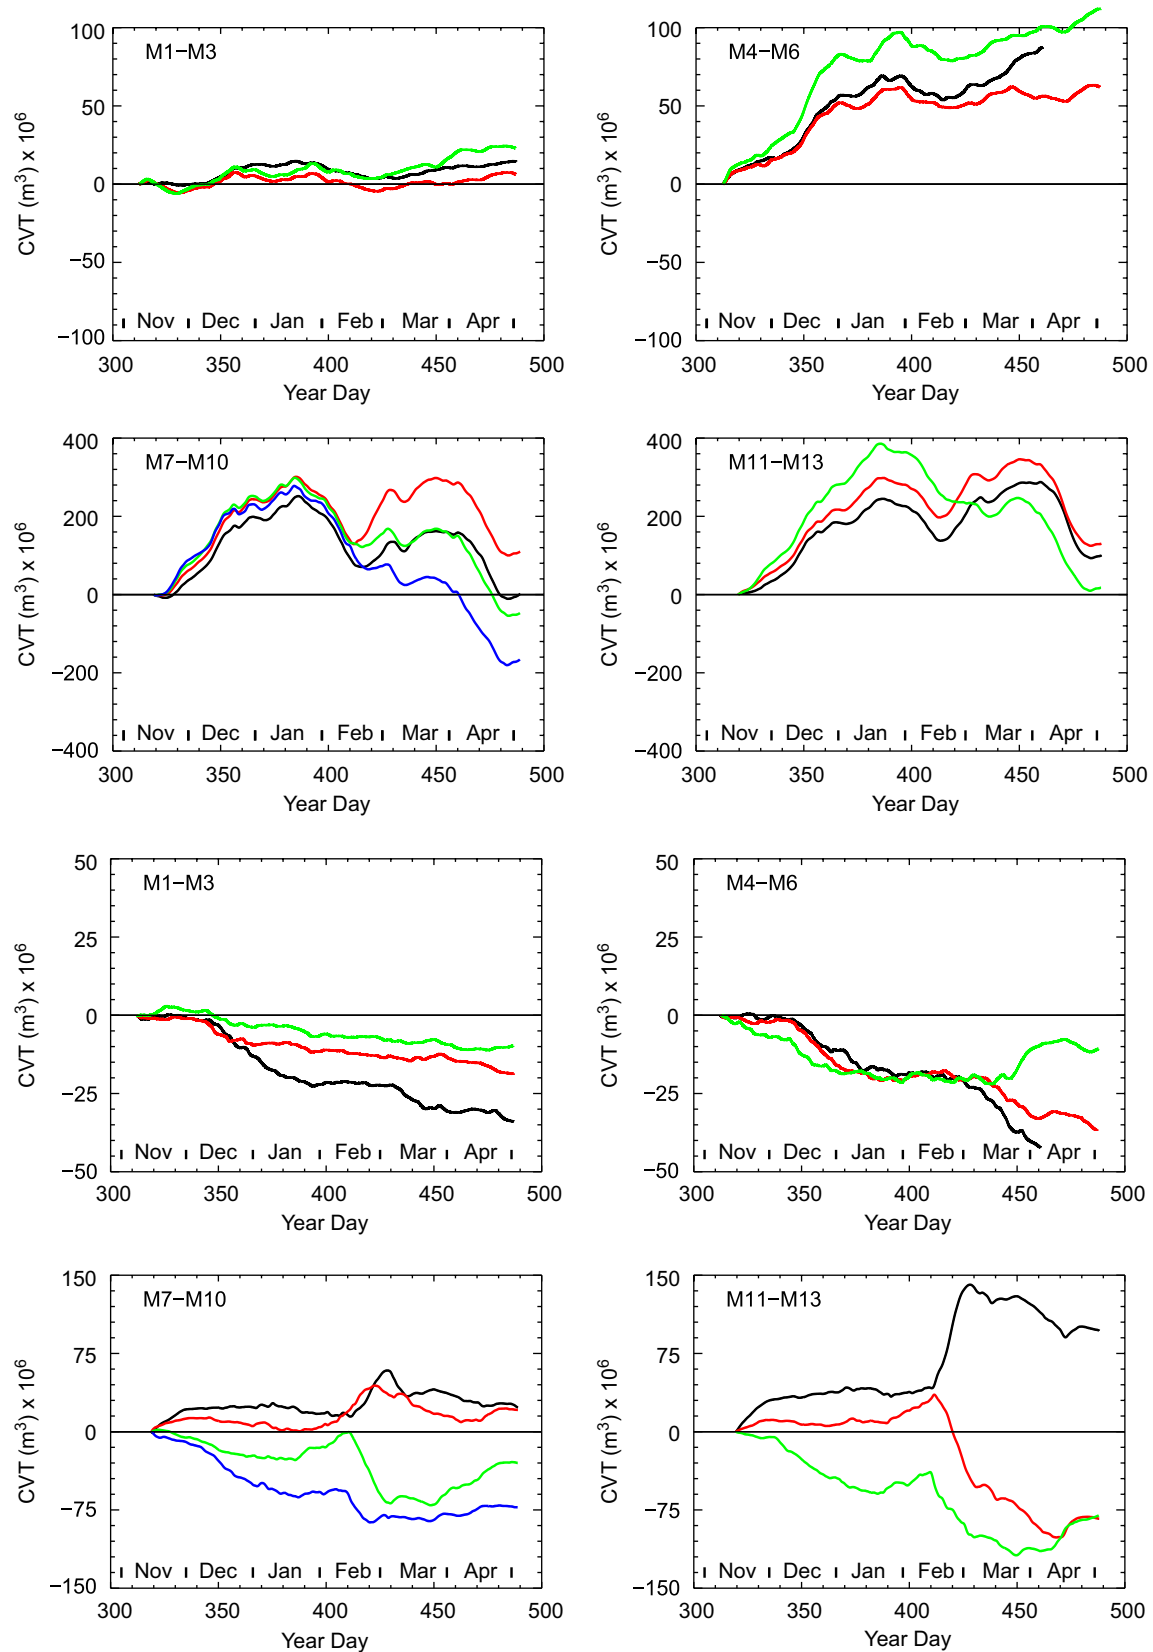 M1−M3
CVT (m³) x 10⁶
100
50
0
−50
−100
Nov Dec Jan Feb Mar Apr
300 350 400 450 500
Year Day
M4−M6
CVT (m³) x 10⁶
100
50
0
−50
−100
Nov Dec Jan Feb Mar Apr
300 350 400 450 500
Year Day
M7−M10
CVT (m³) x 10⁶
400
200
0
−200
−400
Nov Dec Jan Feb Mar Apr
300 350 400 450 500
Year Day
M11−M13
CVT (m³) x 10⁶
400
200
0
−200
−400
Nov Dec Jan Feb Mar Apr
300 350 400 450 500
Year Day
M1−M3
CVT (m³) x 10⁶
50
25
0
−25
−50
Nov Dec Jan Feb Mar Apr
300 350 400 450 500
Year Day
M4−M6
CVT (m³) x 10⁶
50
25
0
−25
−50
Nov Dec Jan Feb Mar Apr
300 350 400 450 500
Year Day
M7−M10
CVT (m³) x 10⁶
150
75
0
−75
−150
Nov Dec Jan Feb Mar Apr
300 350 400 450 500
Year Day
M11−M13
CVT (m³) x 10⁶
150
75
0
−75
−150
Nov Dec Jan Feb Mar Apr
300 350 400 450 500
Year Day